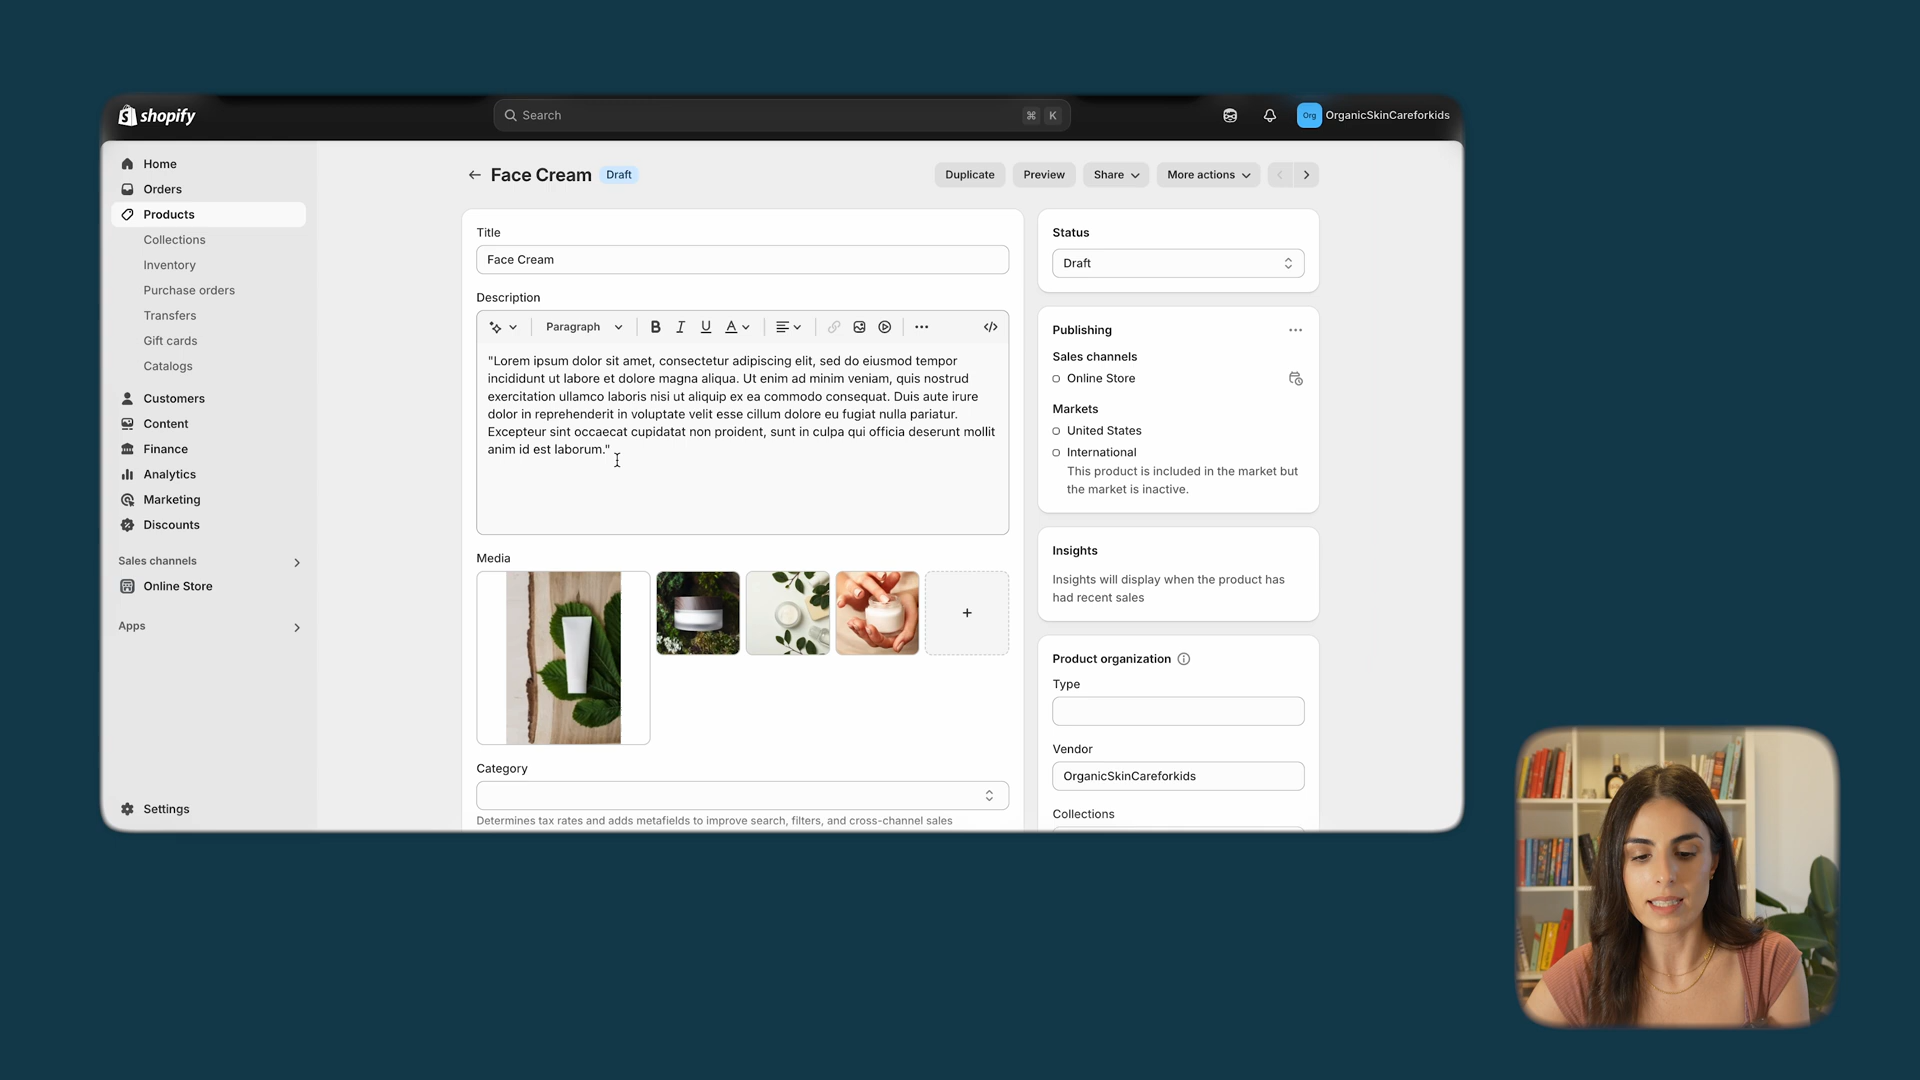 shopify
Search
⌘ K
Org OrganicSkinCareforkids
Home
Orders
Products
Collections
Inventory
Purchase orders
Transfers
Gift cards
Catalogs
Customers
Content
Finance
Analytics
Marketing
Discounts
Sales channels
Online Store
Apps
Settings
Face Cream Draft
Duplicate
Preview
Share
More actions
Title
Face Cream
Description
Paragraph
B I U A
"Lorem ipsum dolor sit amet, consectetur adipiscing elit, sed do eiusmod tempor
incididunt ut labore et dolore magna aliqua. Ut enim ad minim veniam, quis nostrud
exercitation ullamco laboris nisi ut aliquip ex ea commodo consequat. Duis aute irure
dolor in reprehenderit in voluptate velit esse cillum dolore eu fugiat nulla pariatur.
Excepteur sint occaecat cupidatat non proident, sunt in culpa qui officia deserunt mollit
anim id est laborum."
Media
Category
Determines tax rates and adds metafields to improve search, filters, and cross-channel sales
Status
Draft
Publishing
Sales channels
Online Store
Markets
United States
International
This product is included in the market but
the market is inactive.
Insights
Insights will display when the product has
had recent sales
Product organization
Type
Vendor
OrganicSkinCareforkids
Collections